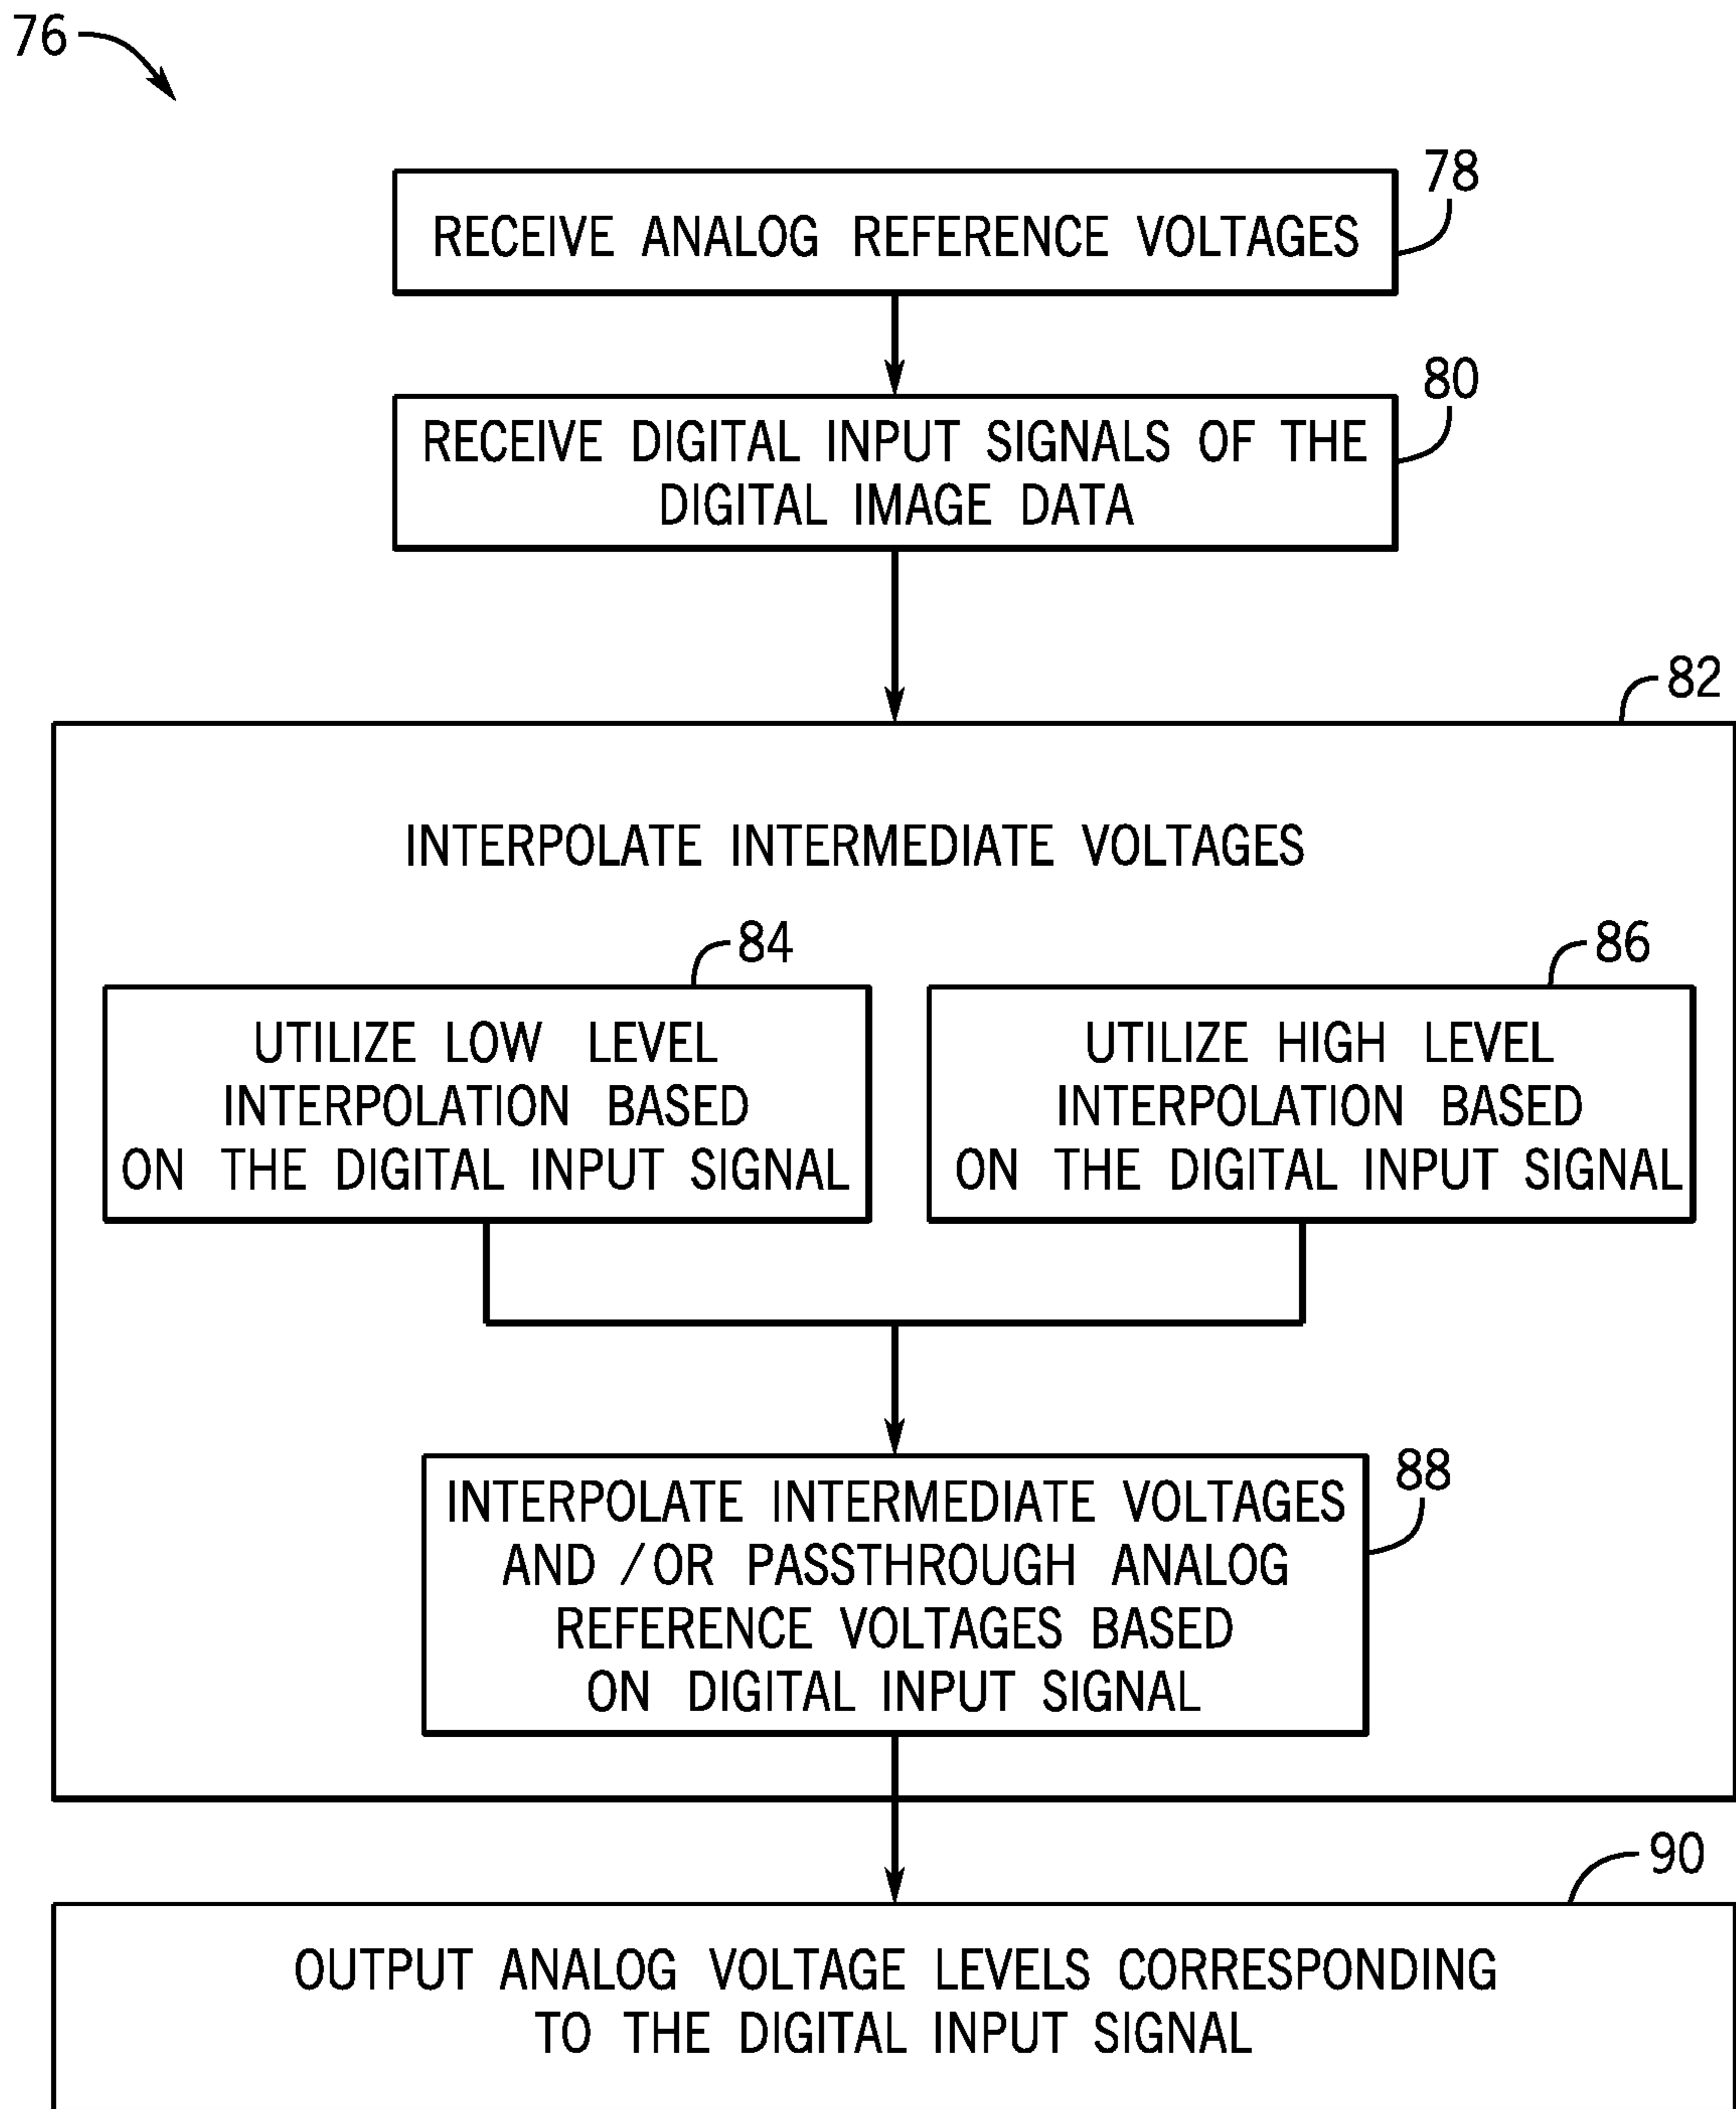 76
78
RECEIVE ANALOG REFERENCE VOLTAGES
80
RECEIVE DIGITAL INPUT SIGNALS OF THE
DIGITAL IMAGE DATA
82
INTERPOLATE INTERMEDIATE VOLTAGES
84
UTILIZE LOW LEVEL
INTERPOLATION BASED
ON THE DIGITAL INPUT SIGNAL
86
UTILIZE HIGH LEVEL
INTERPOLATION BASED
ON THE DIGITAL INPUT SIGNAL
88
INTERPOLATE INTERMEDIATE VOLTAGES
AND /OR PASSTHROUGH ANALOG
REFERENCE VOLTAGES BASED
ON DIGITAL INPUT SIGNAL
90
OUTPUT ANALOG VOLTAGE LEVELS CORRESPONDING
TO THE DIGITAL INPUT SIGNAL